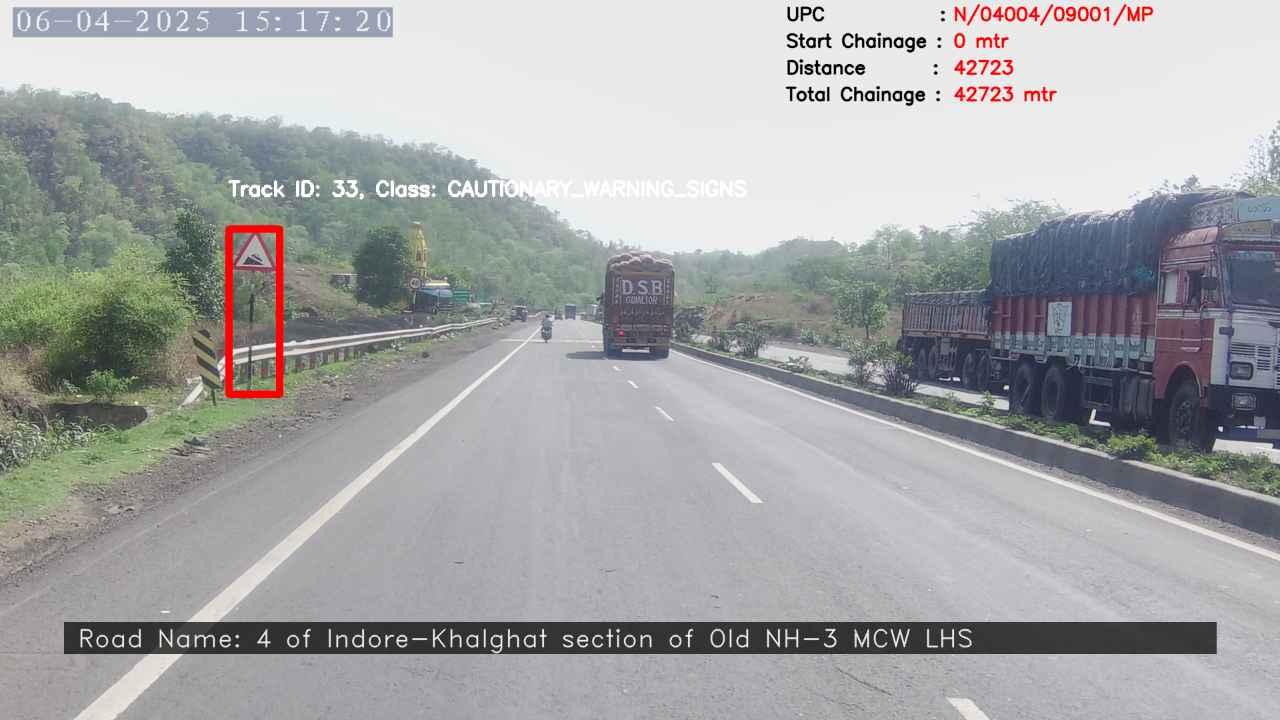 06-04-2025 15:17:20
UPC : N/04004/09001/MP
Start Chainage : 0 mtr
Distance : 42723
Total Chainage : 42723 mtr
Track ID: 33, Class: CAUTIONARY_WARNING_SIGNS
D.S.B
GWALIOR
Road Name: 4 of Indore-Khalghat section of Old NH-3 MCW LHS